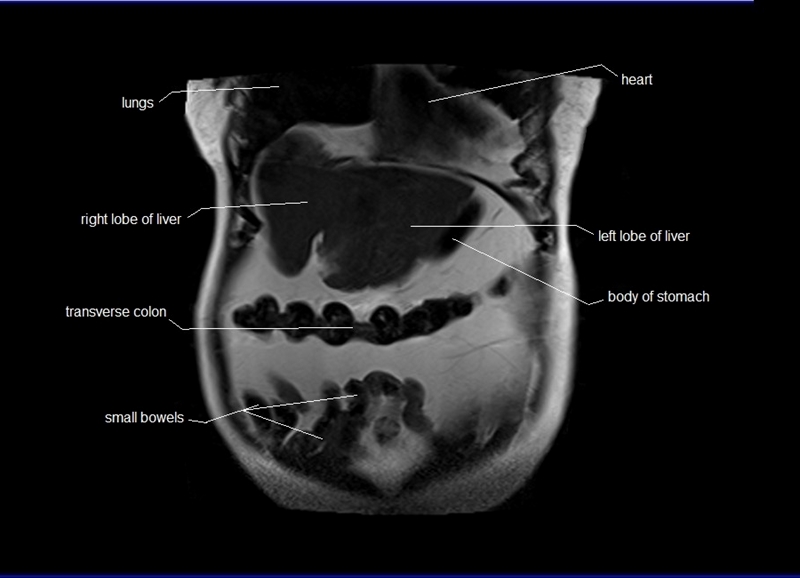 heart
lungs
right lobe of liver
left lobe of liver
body of stomach
transverse colon
small bowels